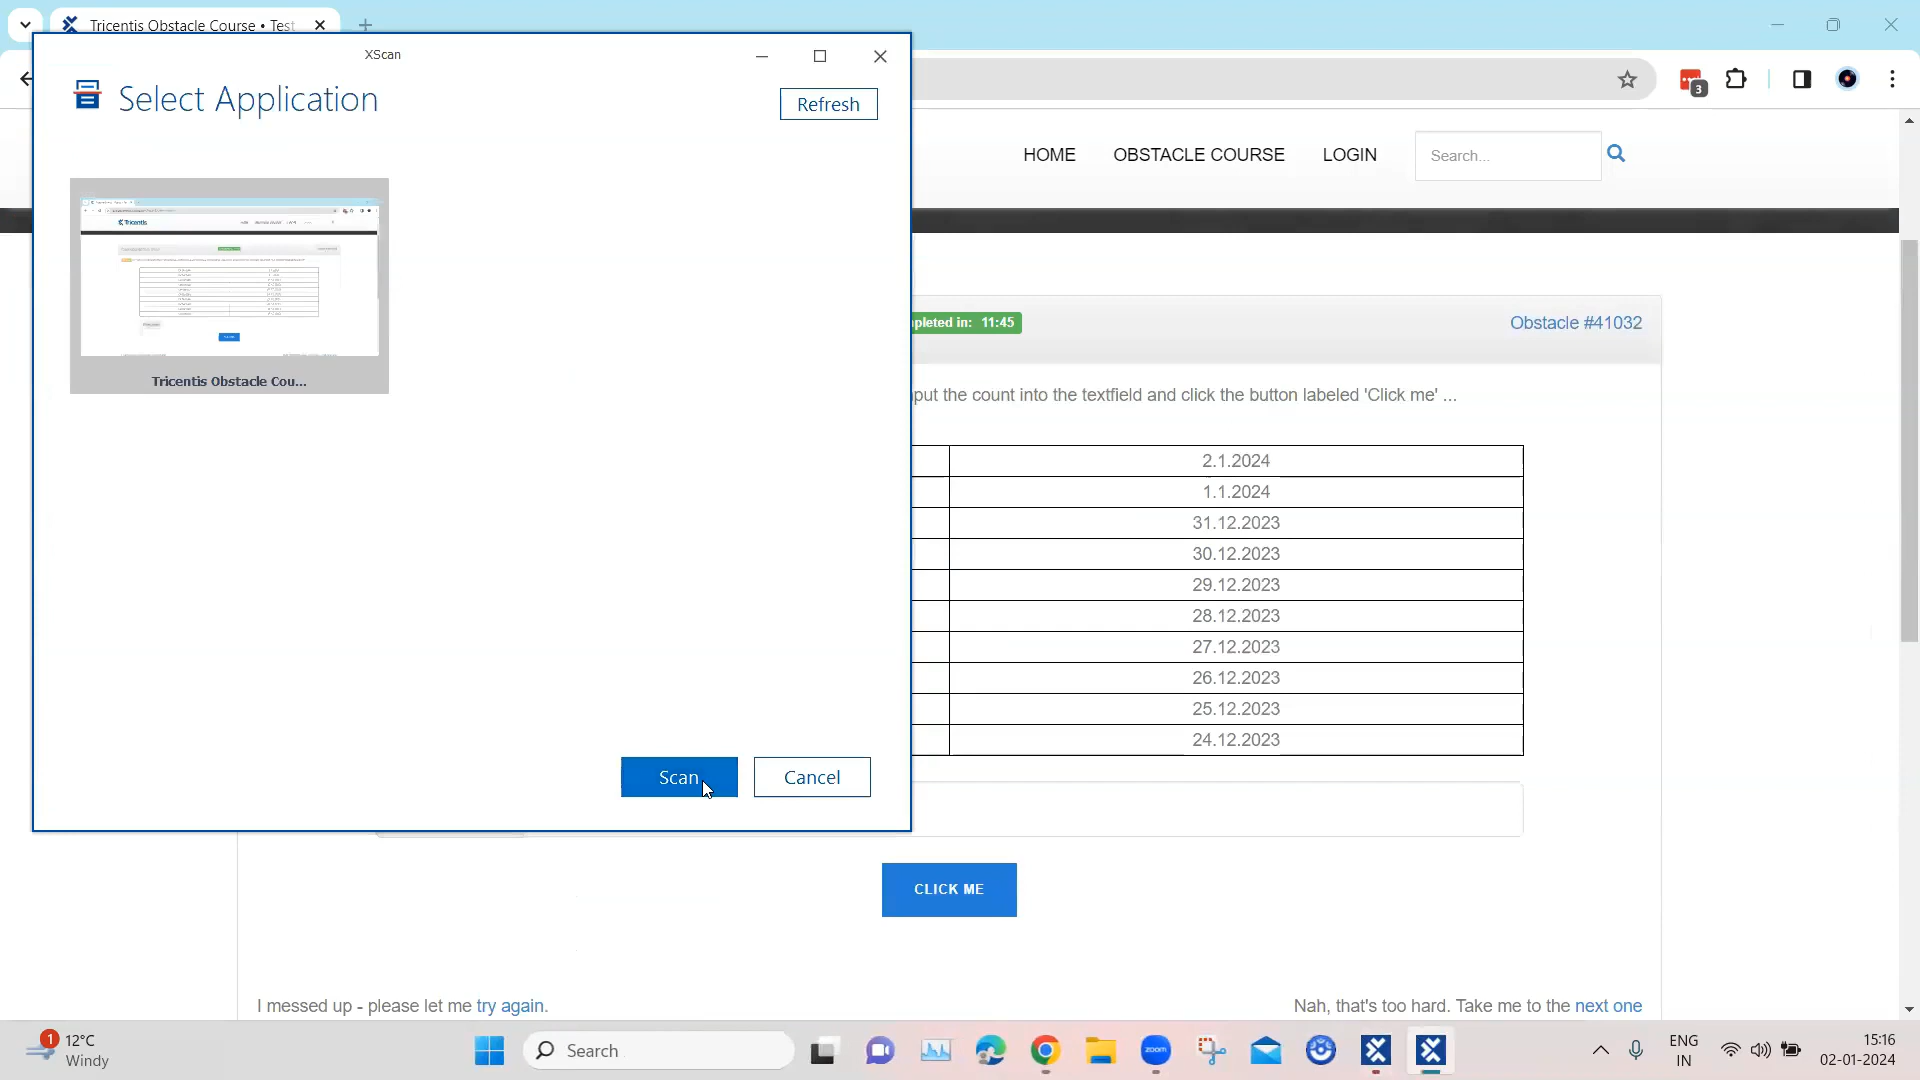 Tricentis Obstacle Course • Test
XScan
Select Application
Refresh
Tricentis
Tricentis Obstacle Cou...
Scan
Cancel
3
HOME
OBSTACLE COURSE
LOGIN
Search...
pleted in: 11:45
Obstacle #41032
put the count into the textfield and click the button labeled 'Click me' ...
2.1.2024
1.1.2024
31.12.2023
30.12.2023
29.12.2023
28.12.2023
27.12.2023
26.12.2023
25.12.2023
24.12.2023
CLICK ME
I messed up - please let me try again.
Nah, that's too hard. Take me to the next one
1
12°C
Windy
Search
zoom
ENG
IN
15:16
02-01-2024